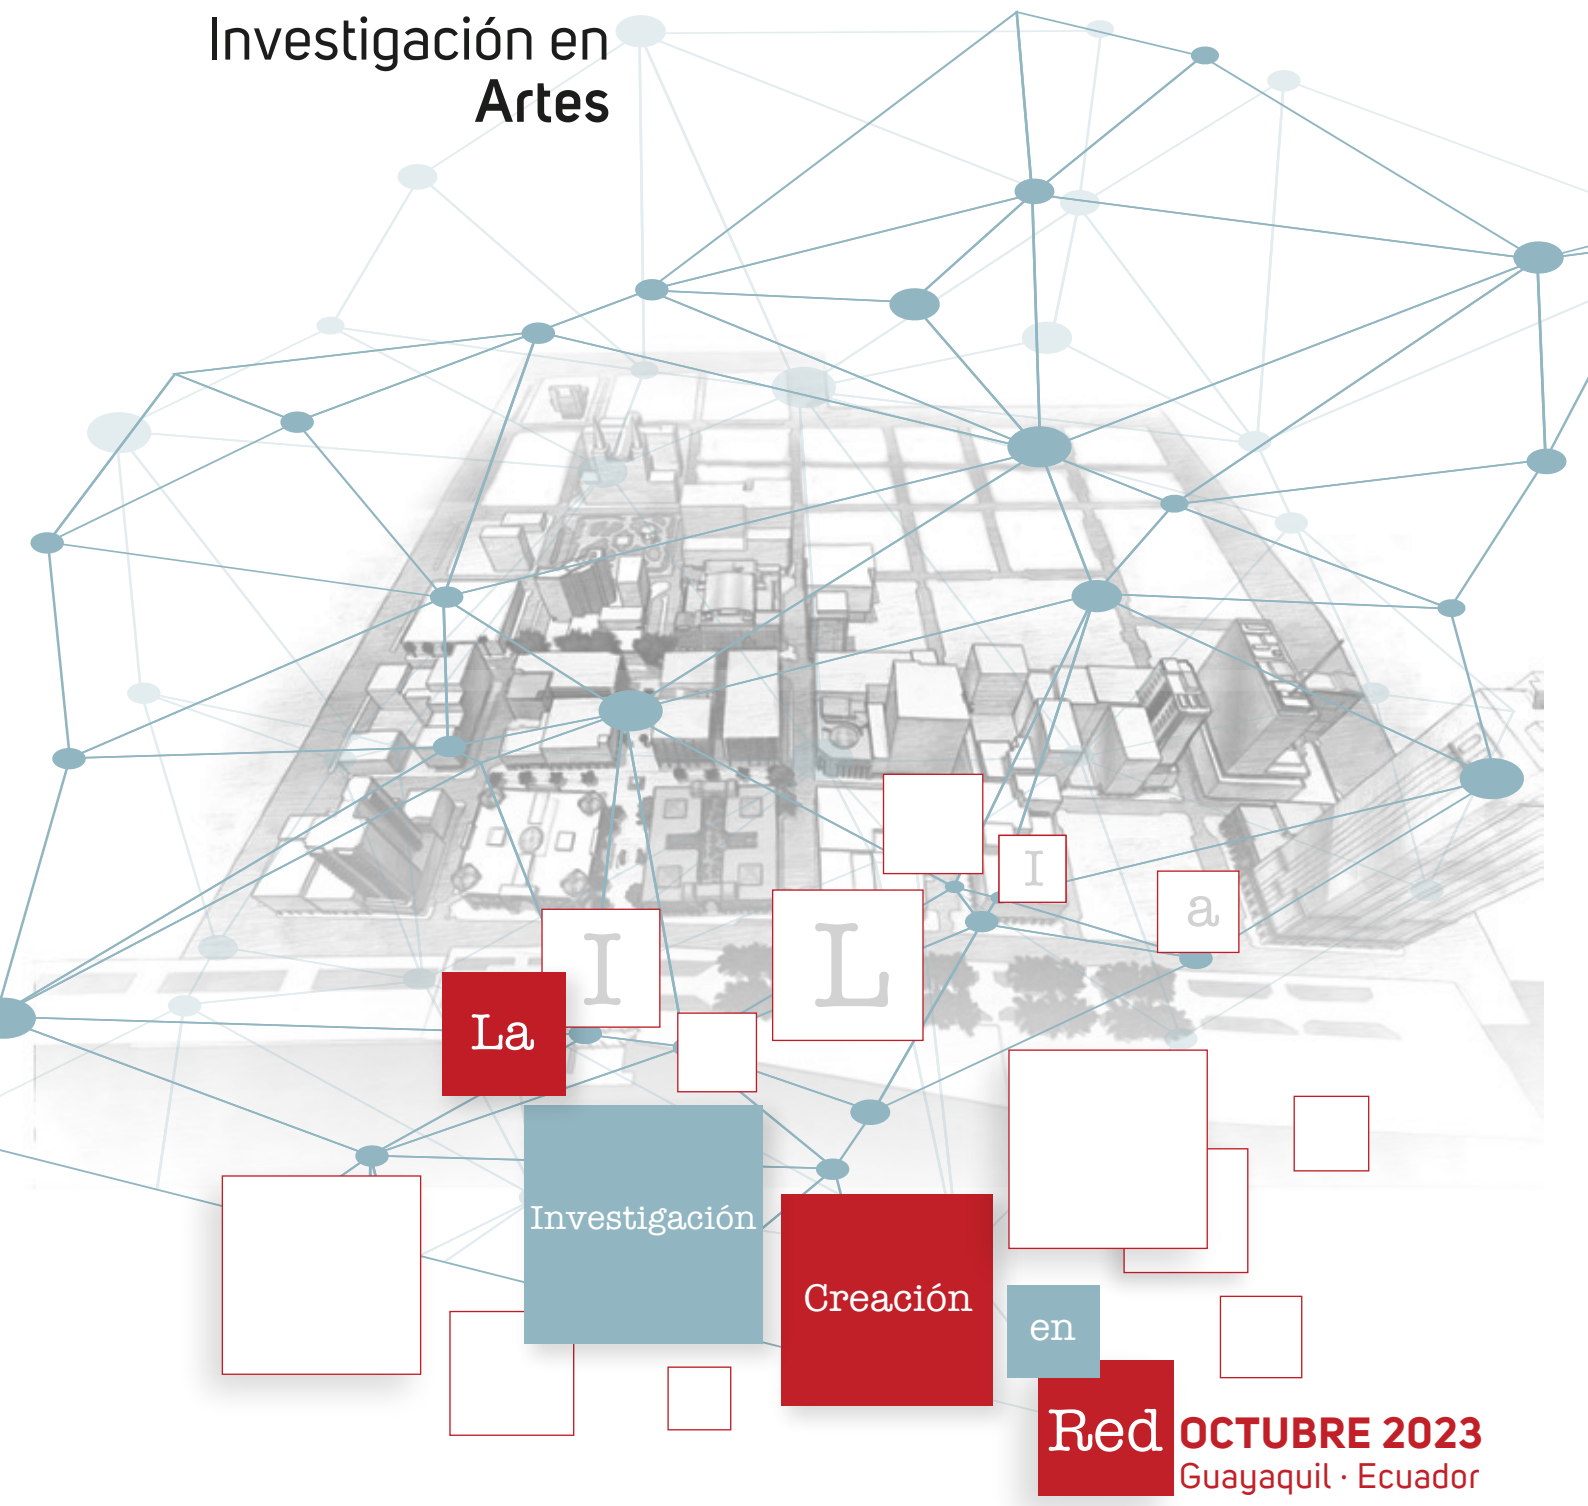 Investigación en
Artes
I
L
I
a
La
Investigación
Creación
en
Red
OCTUBRE 2023
Guayaquil · Ecuador